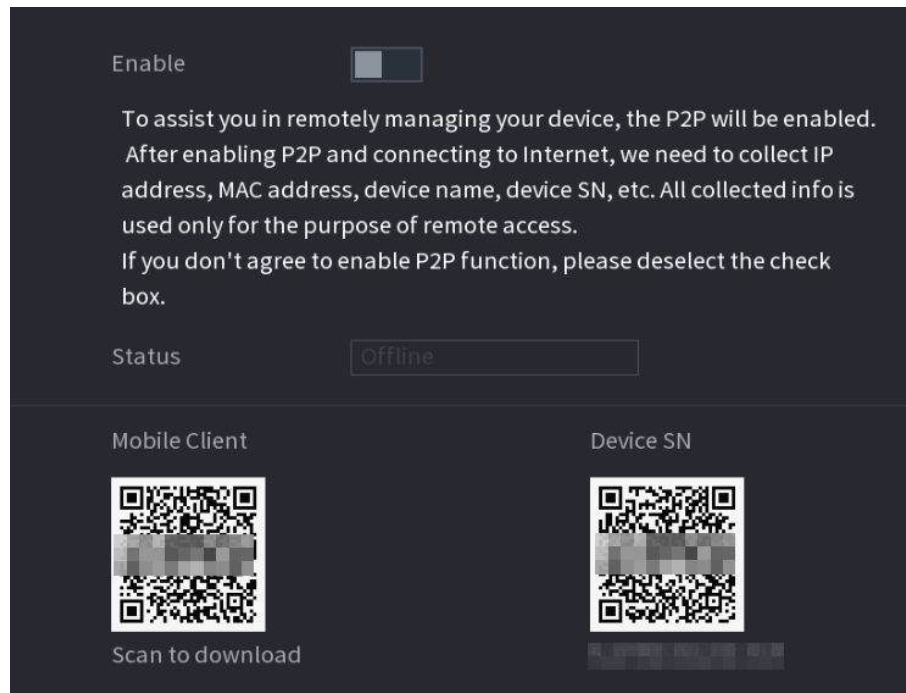 Enable
To assist you in remotely managing your device, the P2P will be enabled.
After enabling P2P and connecting to Internet, we need to collect IP
address, MAC address, device name, device SN, etc. All collected info is
used only for the purpose of remote access.
If you don't agree to enable P2P function, please deselect the check
box.
Status
Offline
Mobile Client
Device SN
Scan to download